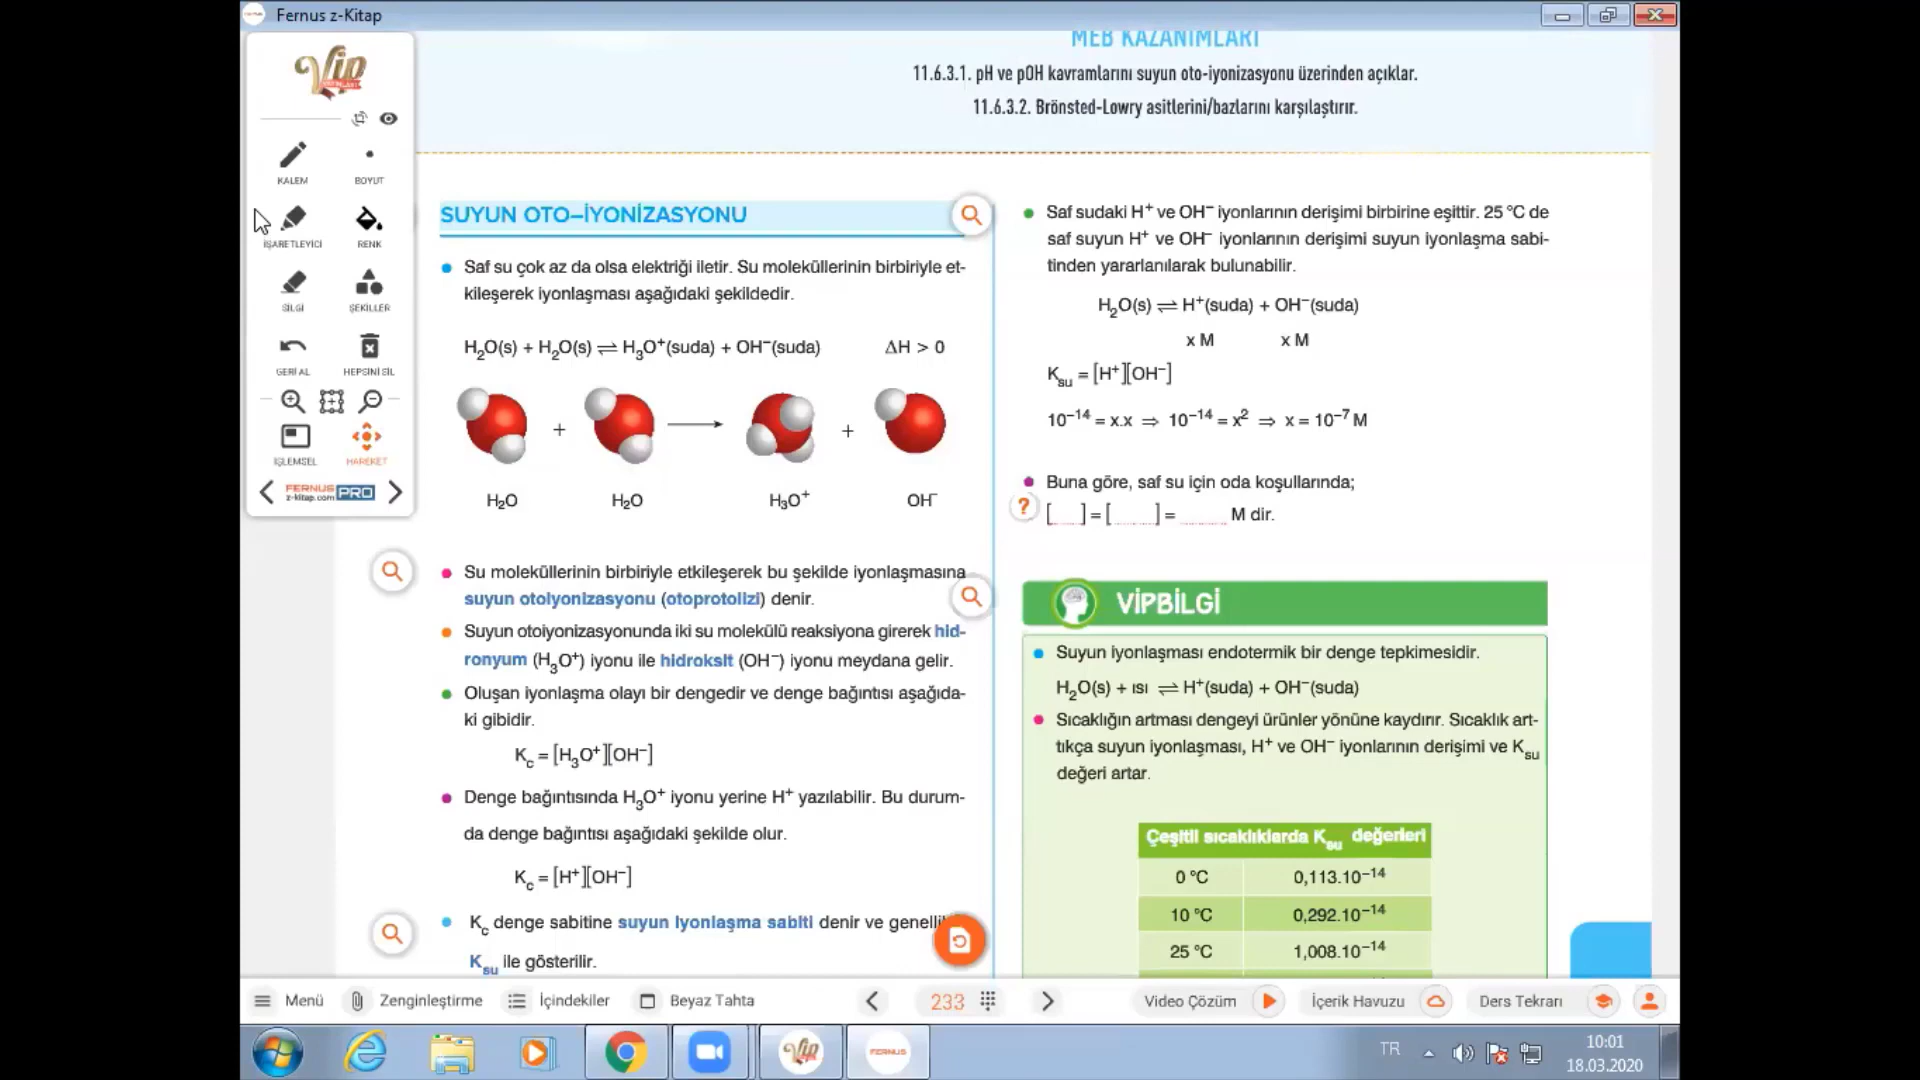 Fernus z-Kitap
MEB KAZANIMLARI
11.6.3.1. pH ve pOH kavramlarını suyun oto-iyonizasyonu üzerinden açıklar.
11.6.3.2. Brönsted-Lowry asitlerini/bazlarını karşılaştırır.
Vip
KALEM
BOYUT
İŞARETLEYİCİ
RENK
SİLGİ
ŞEKİLLER
GERİ AL
HEPSİNİ SİL
İŞLEMSEL
HAREKET
FERNUS PRO
z-kitap.com
SUYUN OTO–İYONİZASYONU
Saf su çok az da olsa elektriği iletir. Su moleküllerinin birbiriyle et-
kileşerek iyonlaşması aşağıdaki şekildedir.
H₂O(s) + H₂O(s) ⇌ H₃O⁺(suda) + OH⁻(suda) ΔH > 0
+ +
H₂O H₂O H₃O⁺ OH⁻
Su moleküllerinin birbiriyle etkileşerek bu şekilde iyonlaşmasına
suyun otoiyonizasyonu (otoprotolizi) denir.
Suyun otoiyonizasyonunda iki su molekülü reaksiyona girerek hid-
ronyum (H₃O⁺) iyonu ile hidroksit (OH⁻) iyonu meydana gelir.
Oluşan iyonlaşma olayı bir dengedir ve denge bağıntısı aşağıda-
ki gibidir.
K꜀ = [H₃O⁺][OH⁻]
Denge bağıntısında H₃O⁺ iyonu yerine H⁺ yazılabilir. Bu durum-
da denge bağıntısı aşağıdaki şekilde olur.
K꜀ = [H⁺][OH⁻]
K꜀ denge sabitine suyun iyonlaşma sabiti denir ve genelli
Ksu ile gösterilir.
Saf sudaki H⁺ ve OH⁻ iyonlarının derişimi birbirine eşittir. 25 °C de
saf suyun H⁺ ve OH⁻ iyonlarının derişimi suyun iyonlaşma sabi-
tinden yararlanılarak bulunabilir.
H₂O(s) ⇌ H⁺(suda) + OH⁻(suda)
x M x M
Ksu = [H⁺][OH⁻]
10⁻¹⁴ = x.x ⇒ 10⁻¹⁴ = x² ⇒ x = 10⁻⁷ M
Buna göre, saf su için oda koşullarında;
? [....] = [......] = ....... M dir.
VİPBİLGİ
Suyun iyonlaşması endotermik bir denge tepkimesidir.
H₂O(s) + ısı ⇌ H⁺(suda) + OH⁻(suda)
Sıcaklığın artması dengeyi ürünler yönüne kaydırır. Sıcaklık art-
tıkça suyun iyonlaşması, H⁺ ve OH⁻ iyonlarının derişimi ve Ksu
değeri artar.
Çeşitli sıcaklıklarda Ksu değerleri
0 °C 0,113.10⁻¹⁴
10 °C 0,292.10⁻¹⁴
25 °C 1,008.10⁻¹⁴
Menü Zenginleştirme İçindekiler Beyaz Tahta 233 Video Çözüm İçerik Havuzu Ders Tekrarı
Vip FERNUS TR 10:01
18.03.2020